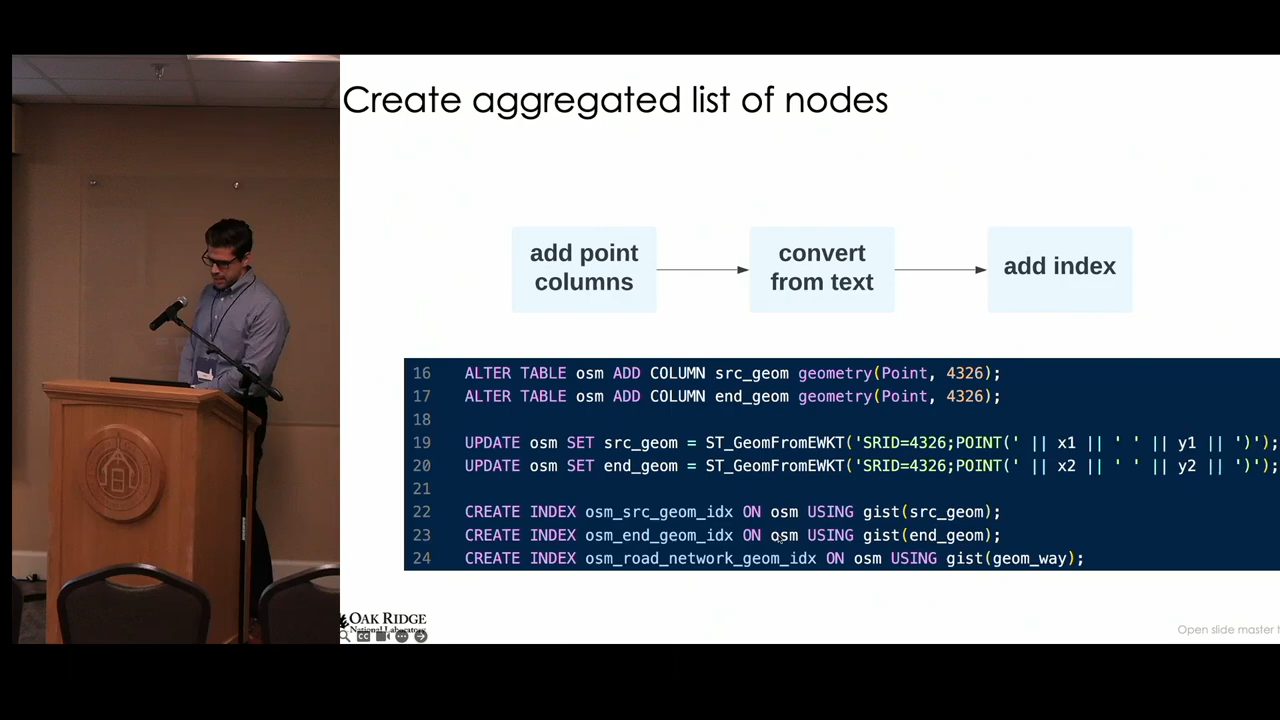 Create aggregated list of nodes
add point
columns
convert
from text
add index
16 ALTER TABLE osm ADD COLUMN src_geom geometry(Point, 4326);
17 ALTER TABLE osm ADD COLUMN end_geom geometry(Point, 4326);
18
19 UPDATE osm SET src_geom = ST_GeomFromEWKT('SRID=4326;POINT(' || x1 || ' ' || y1 || ')');
20 UPDATE osm SET end_geom = ST_GeomFromEWKT('SRID=4326;POINT(' || x2 || ' ' || y2 || ')');
21
22 CREATE INDEX osm_src_geom_idx ON osm USING gist(src_geom);
23 CREATE INDEX osm_end_geom_idx ON osm USING gist(end_geom);
24 CREATE INDEX osm_road_network_geom_idx ON osm USING gist(geom_way);
OAK RIDGE
National Laboratory
CC
Open slide master t